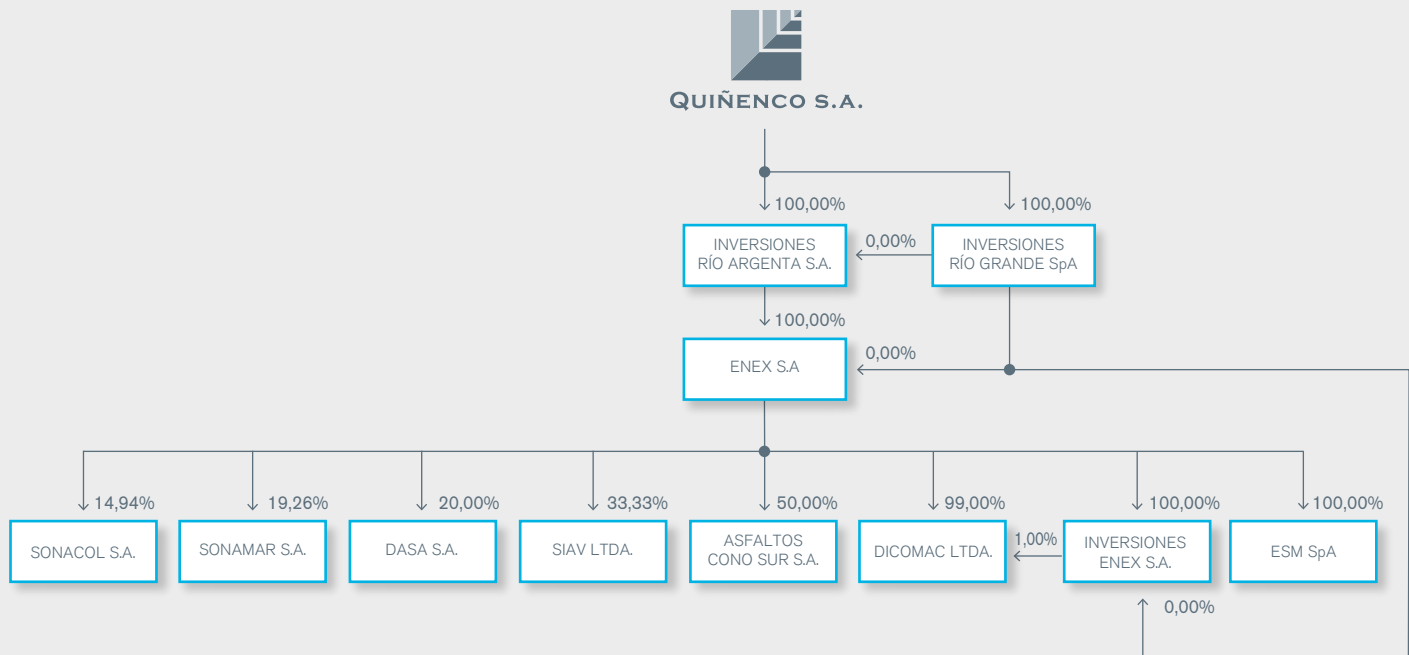 QUIÑENCO S.A.
100,00%
100,00%
INVERSIONES
RÍO ARGENTA S.A.
0,00%
INVERSIONES
RÍO GRANDE SpA
100,00%
ENEX S.A
0,00%
14,94%
19,26%
20,00%
33,33%
50,00%
99,00%
100,00%
100,00%
SONACOL S.A.
SONAMAR S.A.
DASA S.A.
SIAV LTDA.
ASFALTOS
CONO SUR S.A.
DICOMAC LTDA.
1,00%
INVERSIONES
ENEX S.A.
ESM SpA
0,00%